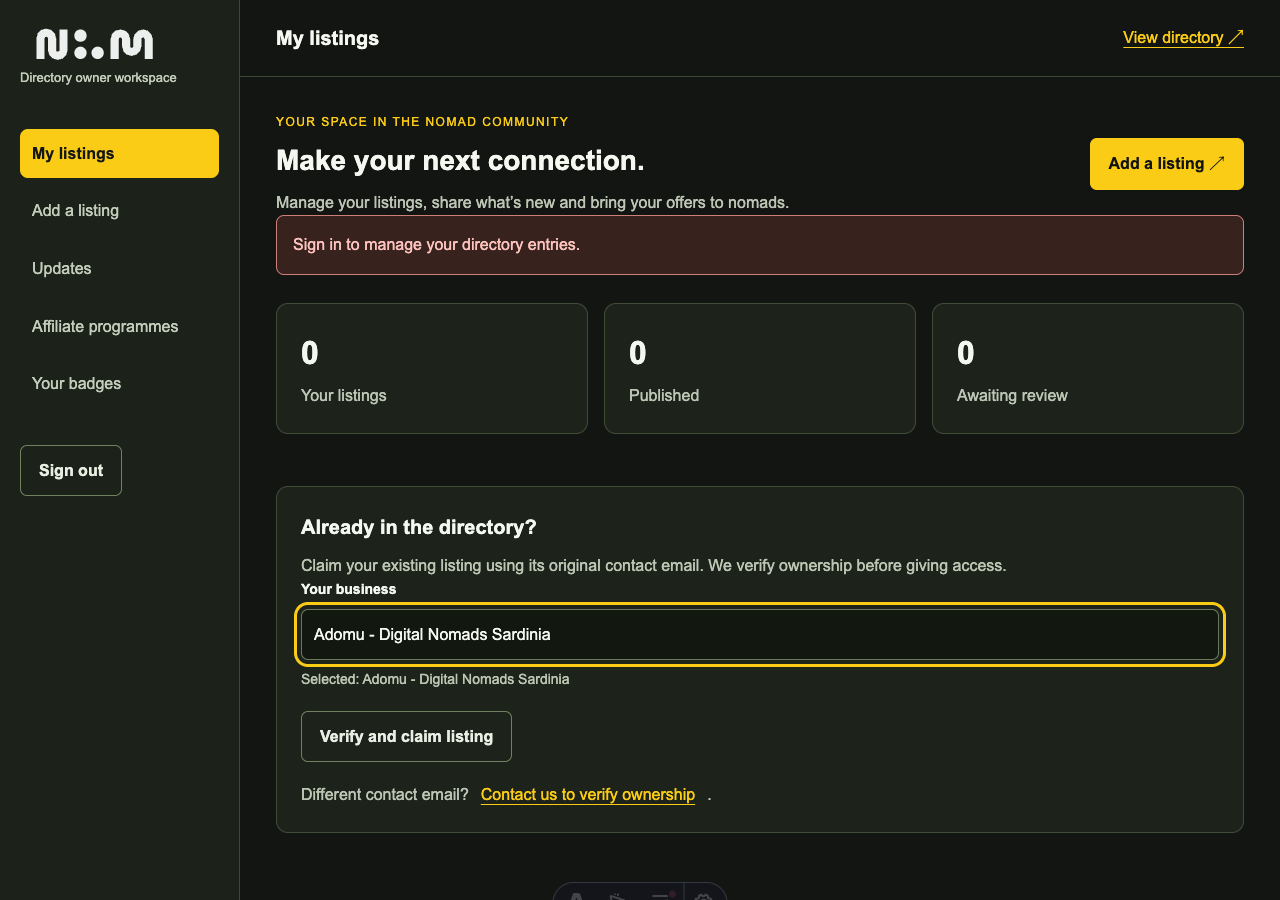 N:.M
Directory owner workspace
My listings
Add a listing
Updates
Affiliate programmes
Your badges
Sign out
My listings
View directory ↗
YOUR SPACE IN THE NOMAD COMMUNITY
Make your next connection.
Add a listing ↗
Manage your listings, share what's new and bring your offers to nomads.
Sign in to manage your directory entries.
0
Your listings
0
Published
0
Awaiting review
Already in the directory?
Claim your existing listing using its original contact email. We verify ownership before giving access.
Your business
Adomu - Digital Nomads Sardinia
Selected: Adomu - Digital Nomads Sardinia
Verify and claim listing
Different contact email? Contact us to verify ownership .